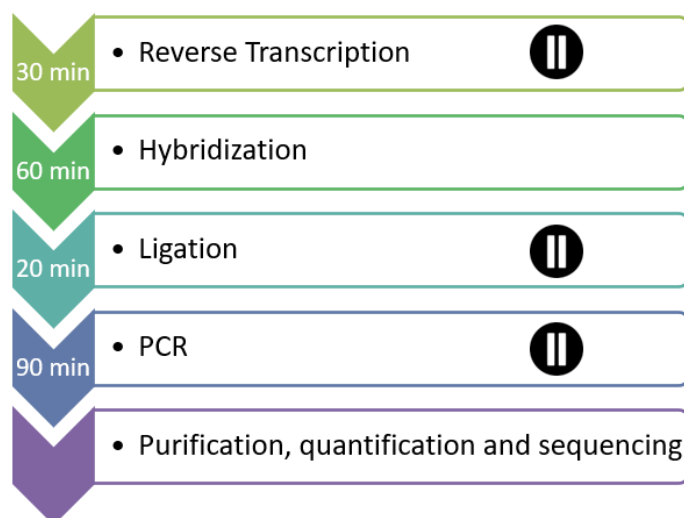 30 min
• Reverse Transcription
60 min
• Hybridization
20 min
• Ligation
90 min
• PCR
• Purification, quantification and sequencing